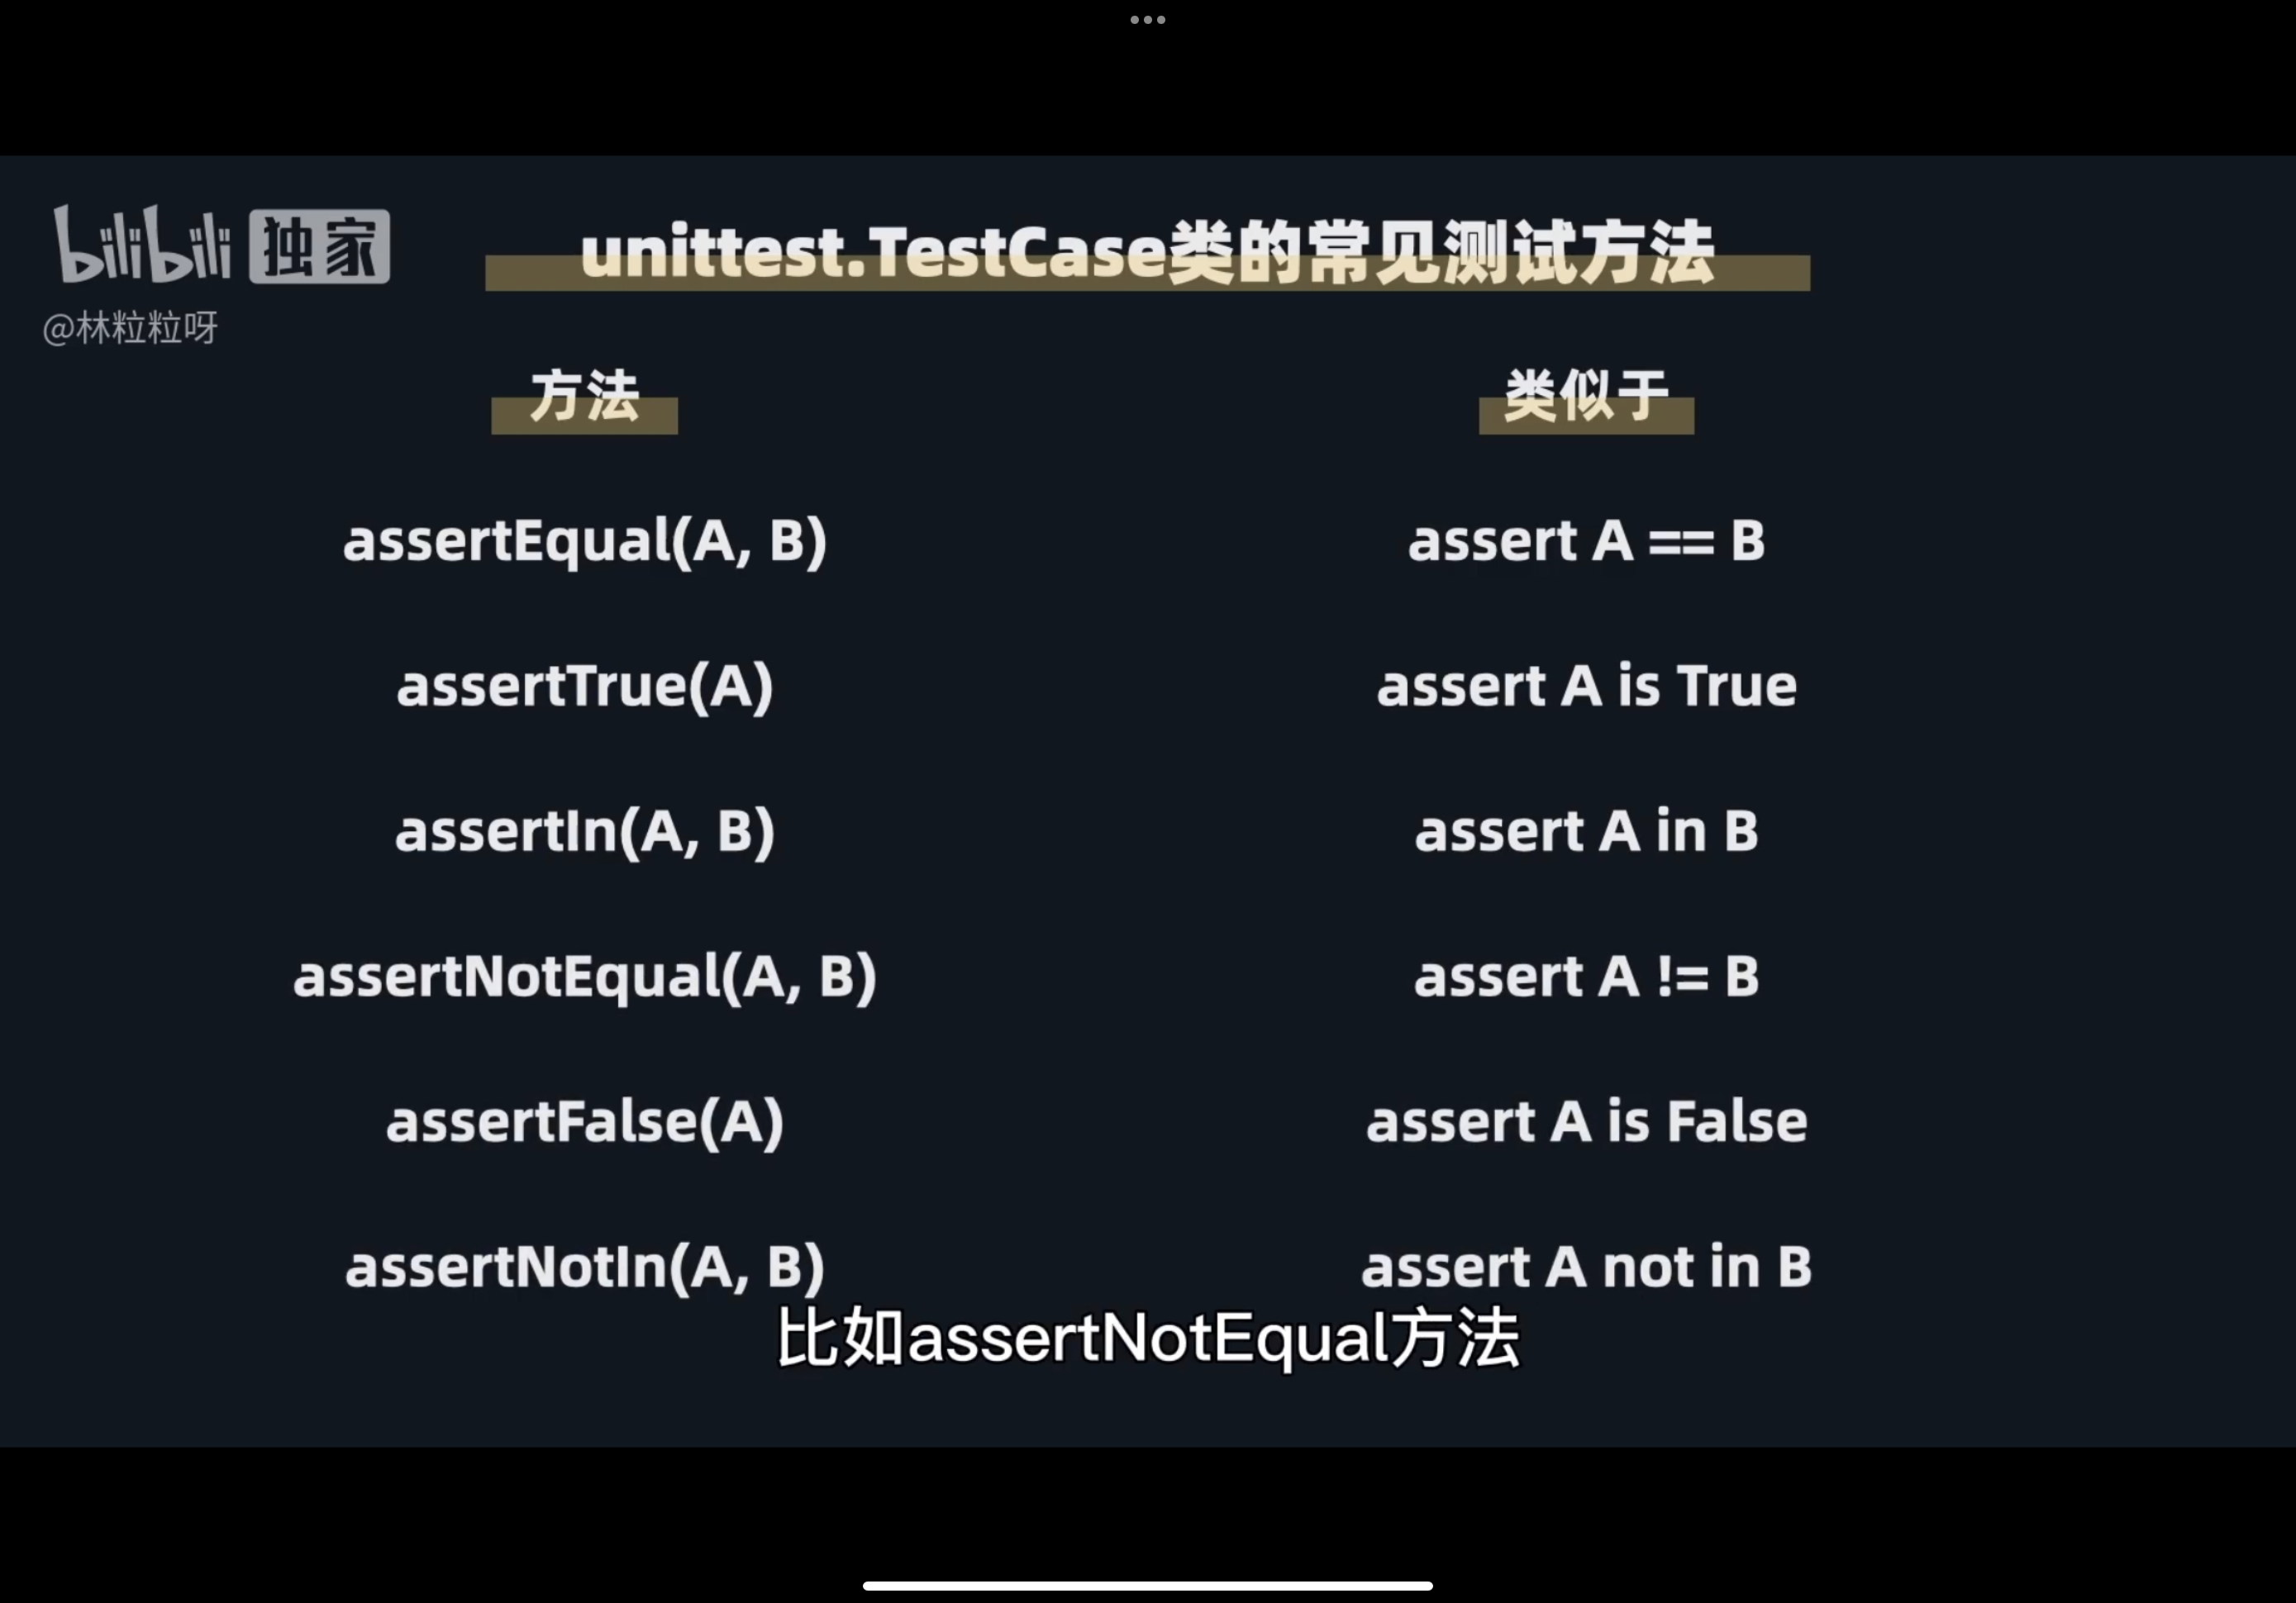 bilibili 独家
@林粒粒呀
unittest.TestCase类的常见测试方法
方法 类似于
assertEqual(A, B) assert A == B
assertTrue(A) assert A is True
assertIn(A, B) assert A in B
assertNotEqual(A, B) assert A != B
assertFalse(A) assert A is False
assertNotIn(A, B) assert A not in B
比如assertNotEqual方法